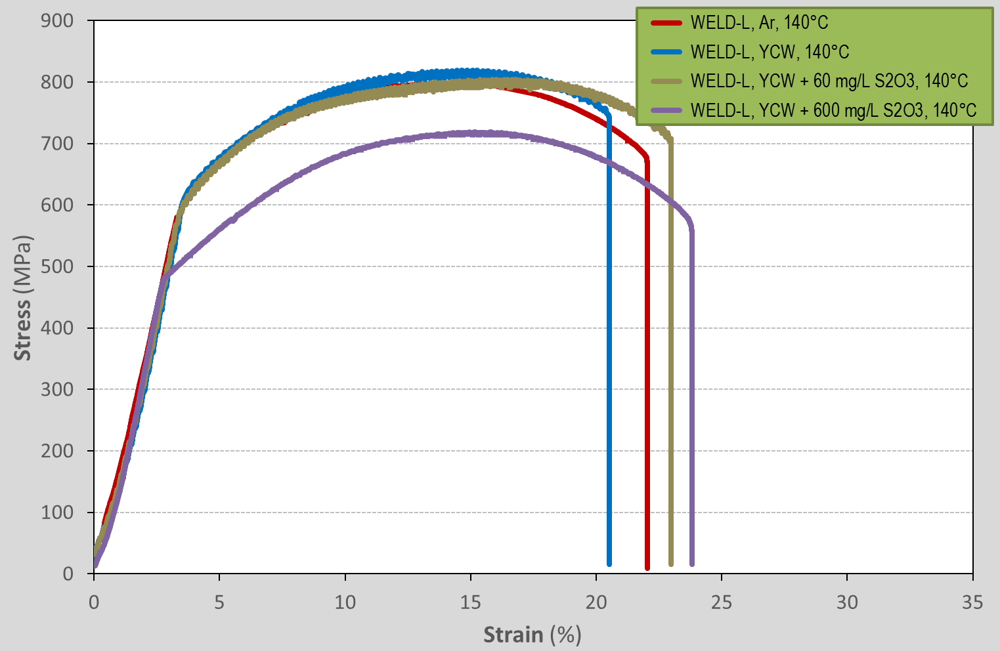 WELD-L, Ar, 140°C
WELD-L, YCW, 140°C
WELD-L, YCW + 60 mg/L S2O3, 140°C
WELD-L, YCW + 600 mg/L S2O3, 140°C
900
800
700
600
500
400
300
200
100
0
Stress (MPa)
0 5 10 15 20 25 30 35
Strain (%)